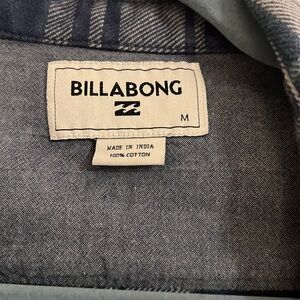 BILLABONG
M
MADE IN INDIA
100% COTTON